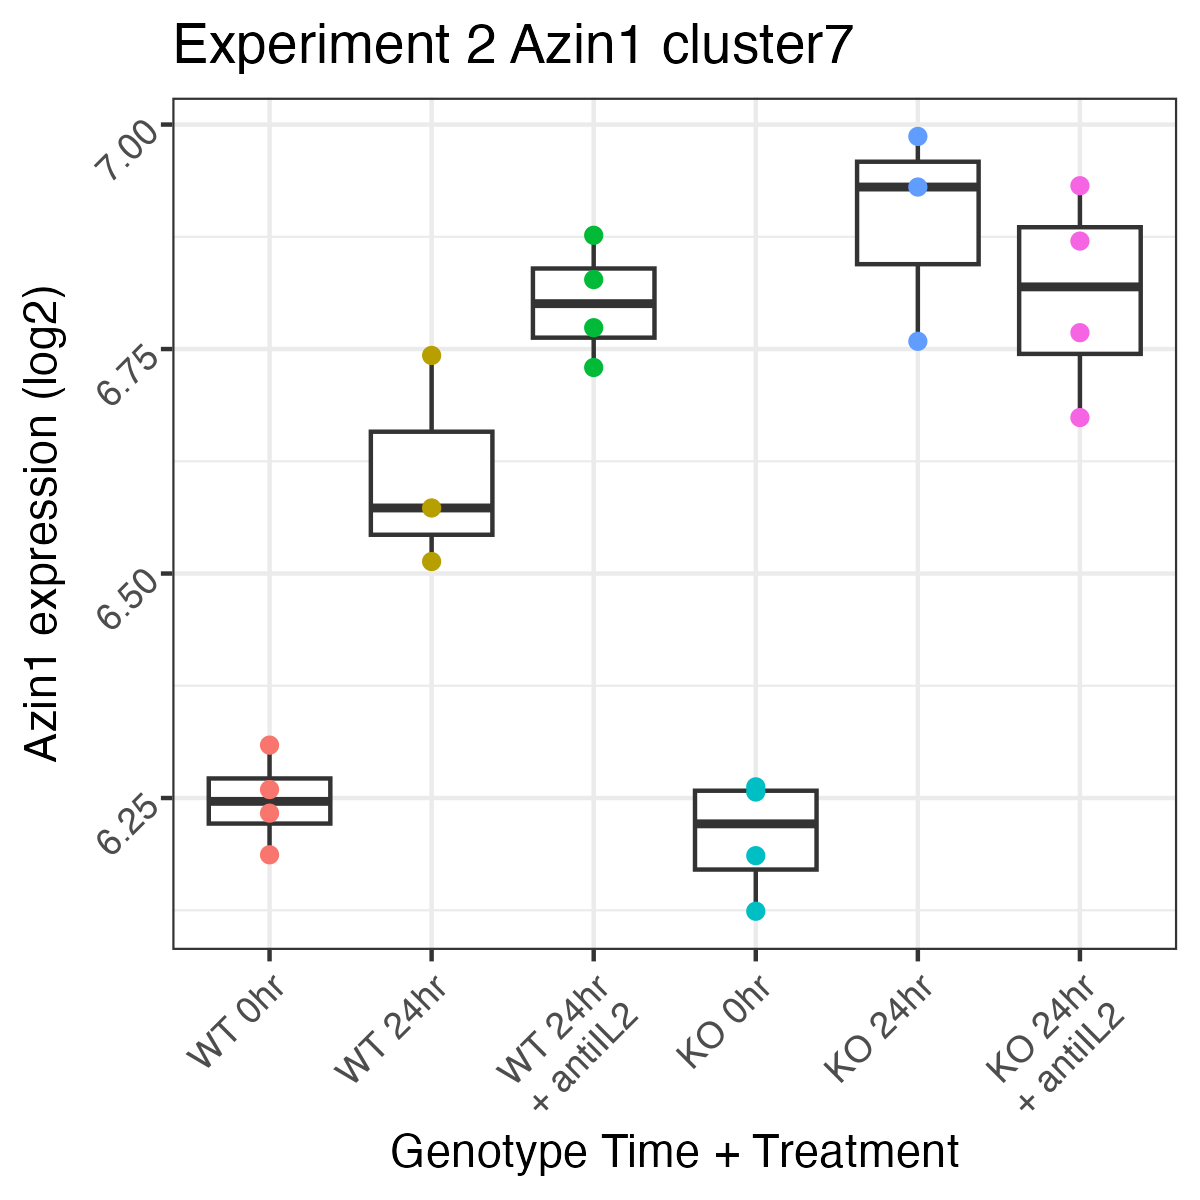 Experiment 2 Azin1 cluster7
Azin1 expression (log2)
7.00
6.75
6.50
6.25
WT 0hr
WT 24hr
WT 24hr
+ antiIL2
KO 0hr
KO 24hr
KO 24hr
+ antiIL2
Genotype Time + Treatment